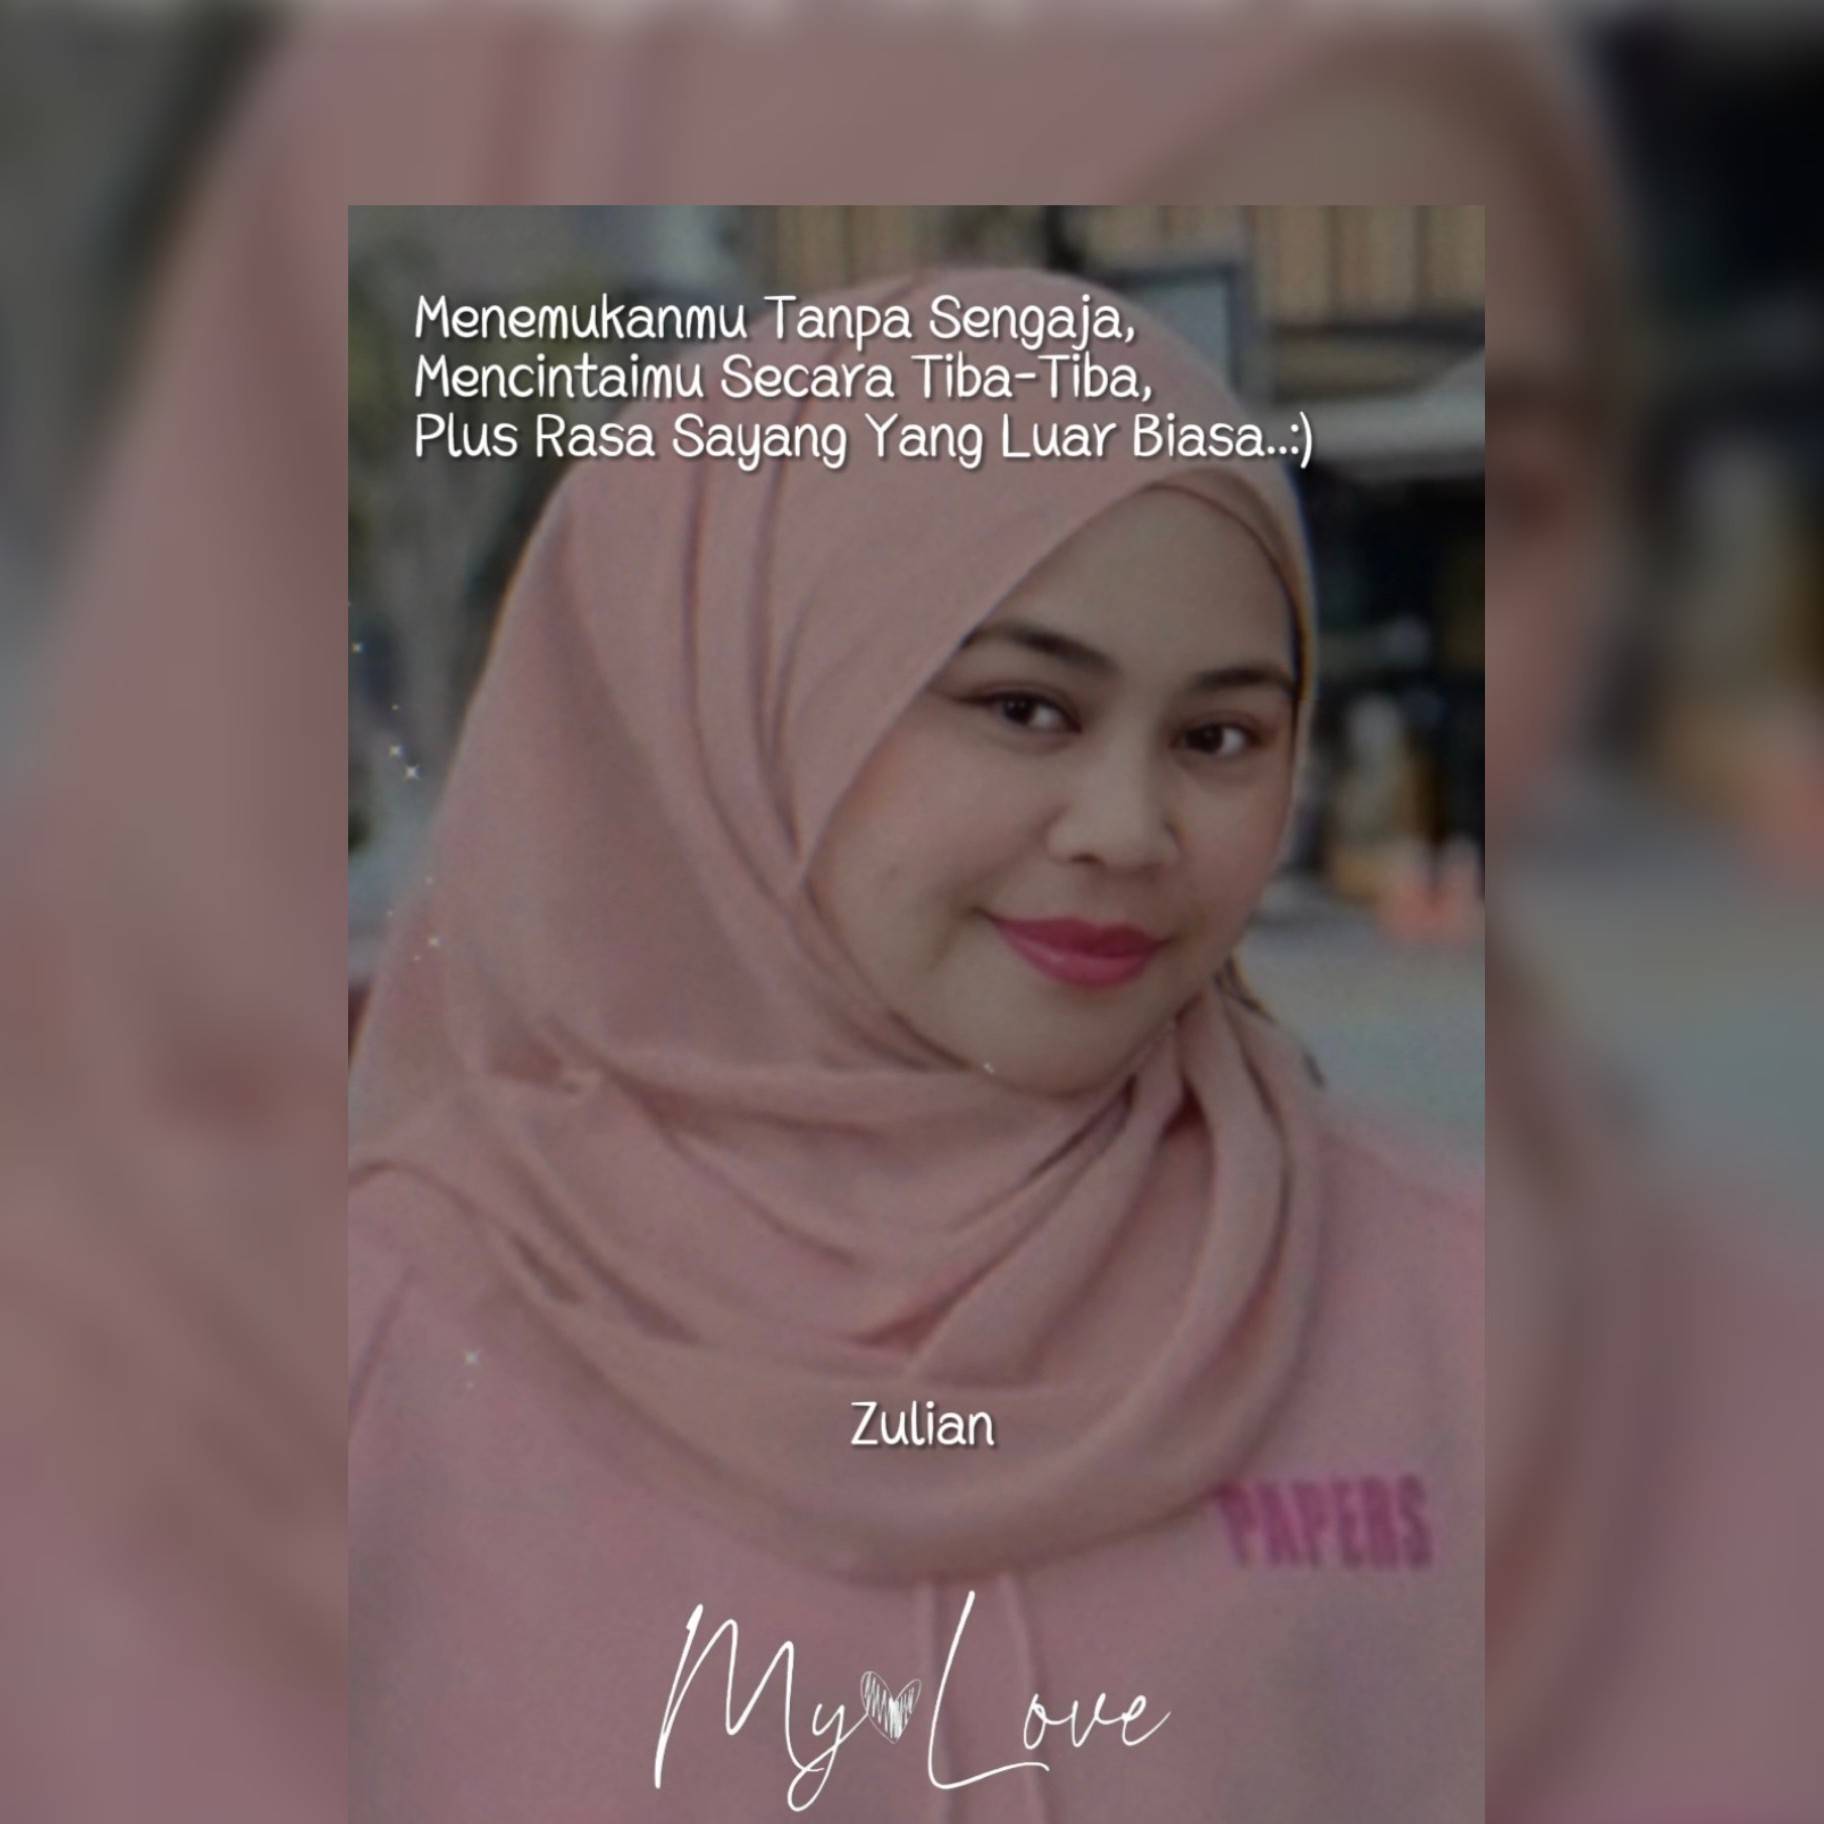 Menemukanmu Tanpa Sengaja,
Mencintaimu Secara Tiba-Tiba,
Plus Rasa Sayang Yang Luar Biasa..:)
Zulian
PAPERS
My Love